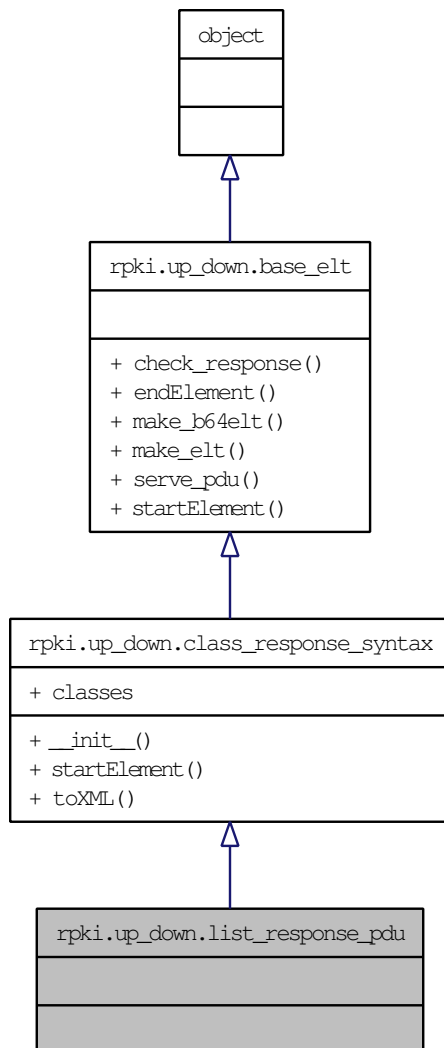 object
rpki.up_down.base_elt
+ check_response()
+ endElement()
+ make_b64elt()
+ make_elt()
+ serve_pdu()
+ startElement()
rpki.up_down.class_response_syntax
+ classes
+ __init__()
+ startElement()
+ toXML()
rpki.up_down.list_response_pdu